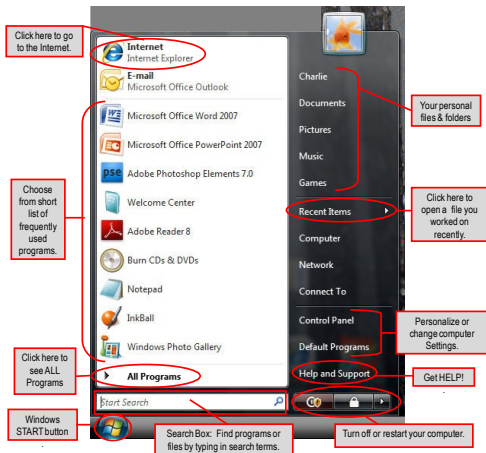 Click here to go
to the Internet.
Internet
Internet Explorer
E-mail
Microsoft Office Outlook
Microsoft Office Word 2007
Microsoft Office PowerPoint 2007
pse
Adobe Photoshop Elements 7.0
Welcome Center
Adobe Reader 8
Burn CDs & DVDs
Notepad
InkBall
Windows Photo Gallery
All Programs
Start Search
Choose
from short
list of
frequently
used
programs.
Click here to
see ALL
Programs
Windows
START button
.
Search Box: Find programs or
files by typing in search terms.
Charlie
Documents
Pictures
Music
Games
Recent Items
Computer
Network
Connect To
Control Panel
Default Programs
Help and Support
Your personal
files & folders
Click here to
open a file you
worked on
recently.
Personalize or
change computer
Settings.
Get HELP!
.
Turn off or restart your computer.